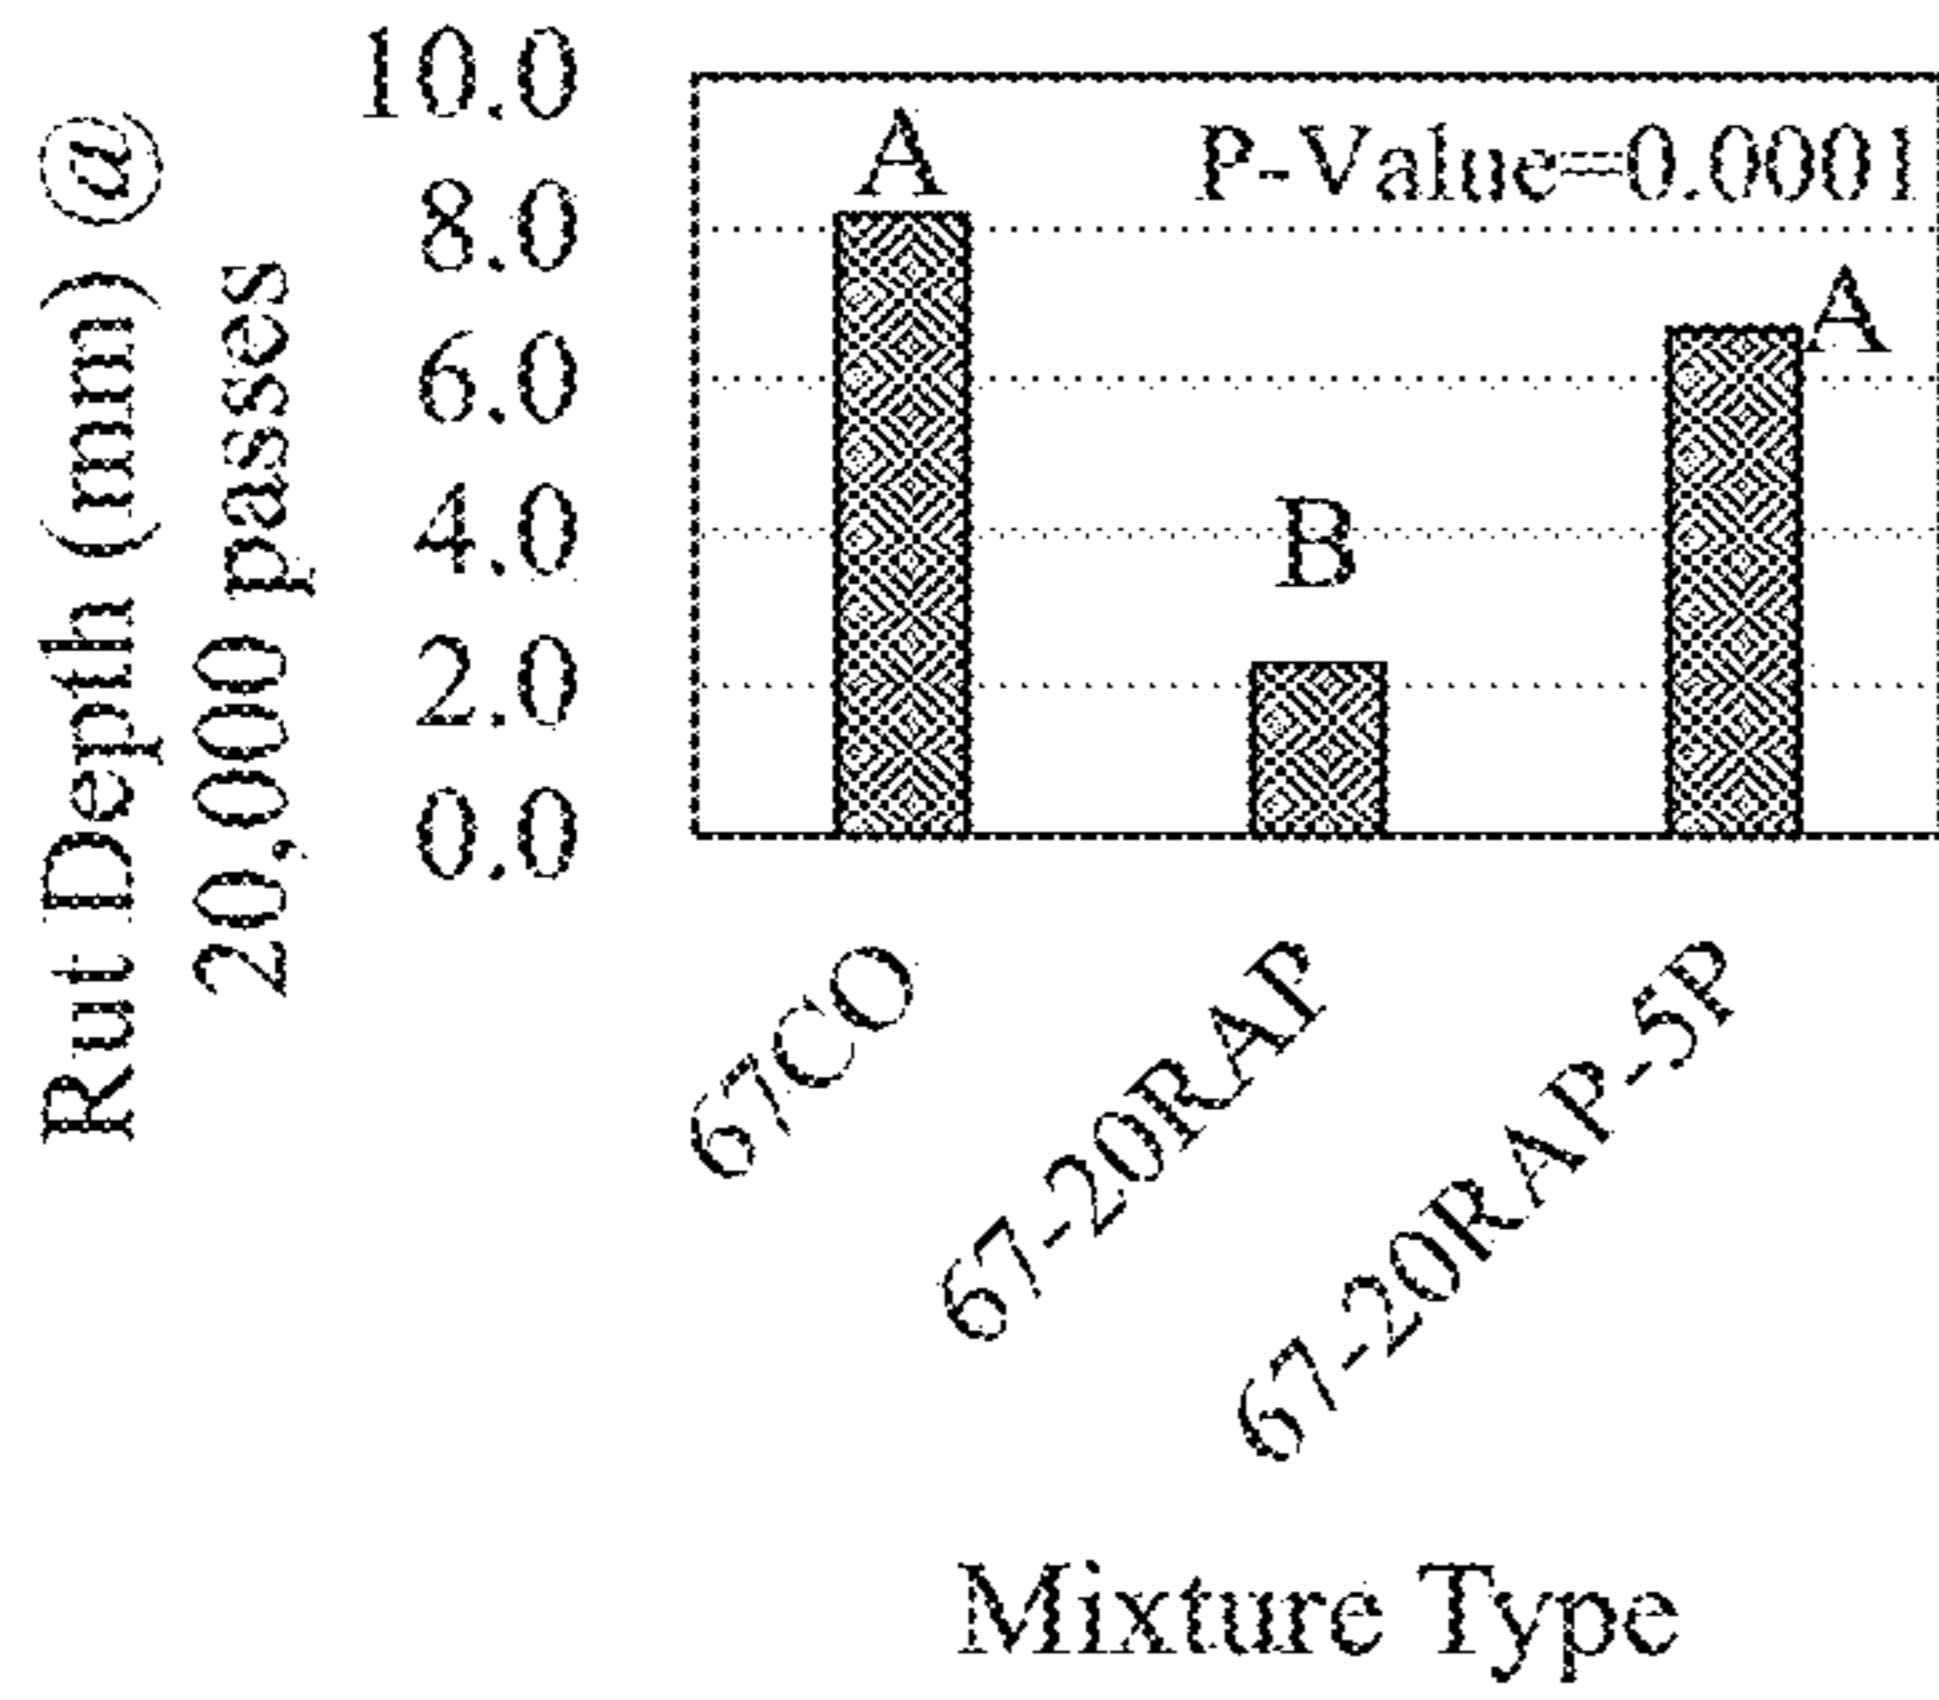 Rut Depth (mm) @
20,000 passes
10.0
8.0
6.0
4.0
2.0
0.0
A
P-Value=0.0001
A
B
67CO
67-20RAP
67-20RAP-5P
Mixture Type